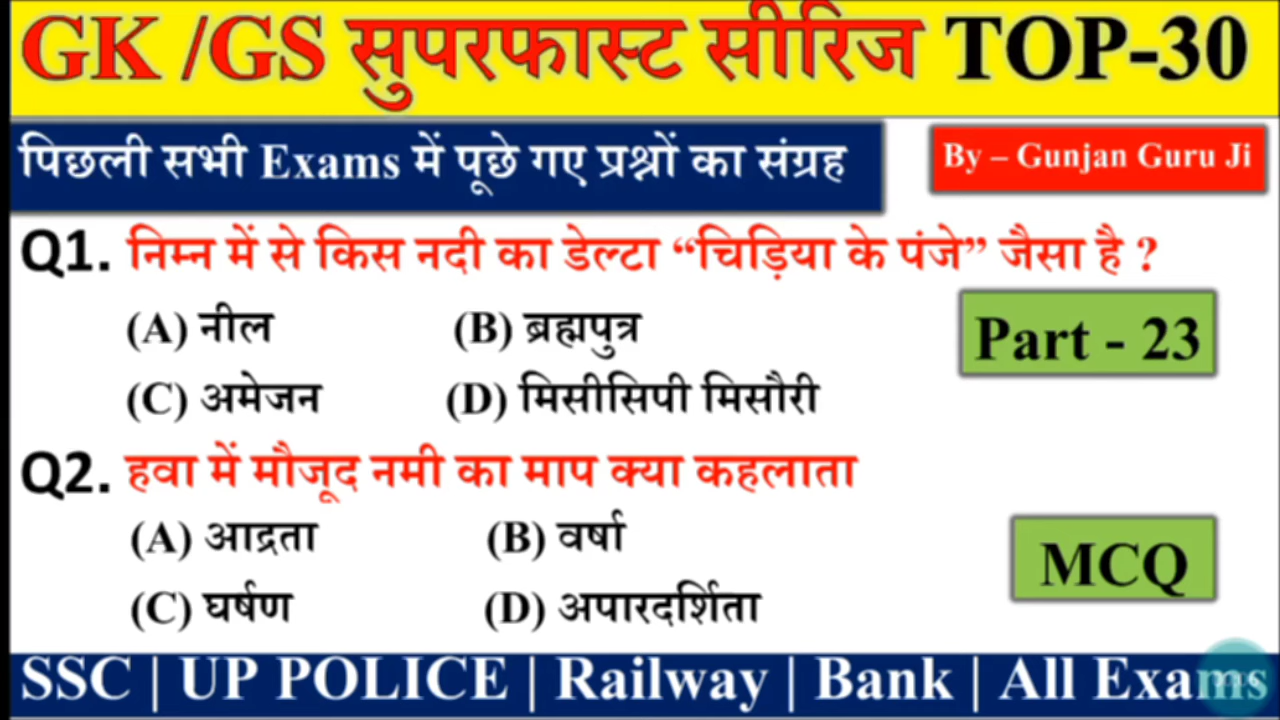 GK /GS सुपरफास्ट सीरिज TOP-30
पिछली सभी Exams में पूछे गए प्रश्नों का संग्रह
By – Gunjan Guru Ji
Q1. निम्न में से किस नदी का डेल्टा “चिड़िया के पंजे” जैसा है ?
(A) नील (B) ब्रह्मपुत्र
Part - 23
(C) अमेजन (D) मिसीसिपी मिसौरी
Q2. हवा में मौजूद नमी का माप क्या कहलाता
(A) आद्रता (B) वर्षा
MCQ
(C) घर्षण (D) अपारदर्शिता
SSC | UP POLICE | Railway | Bank | All Exams